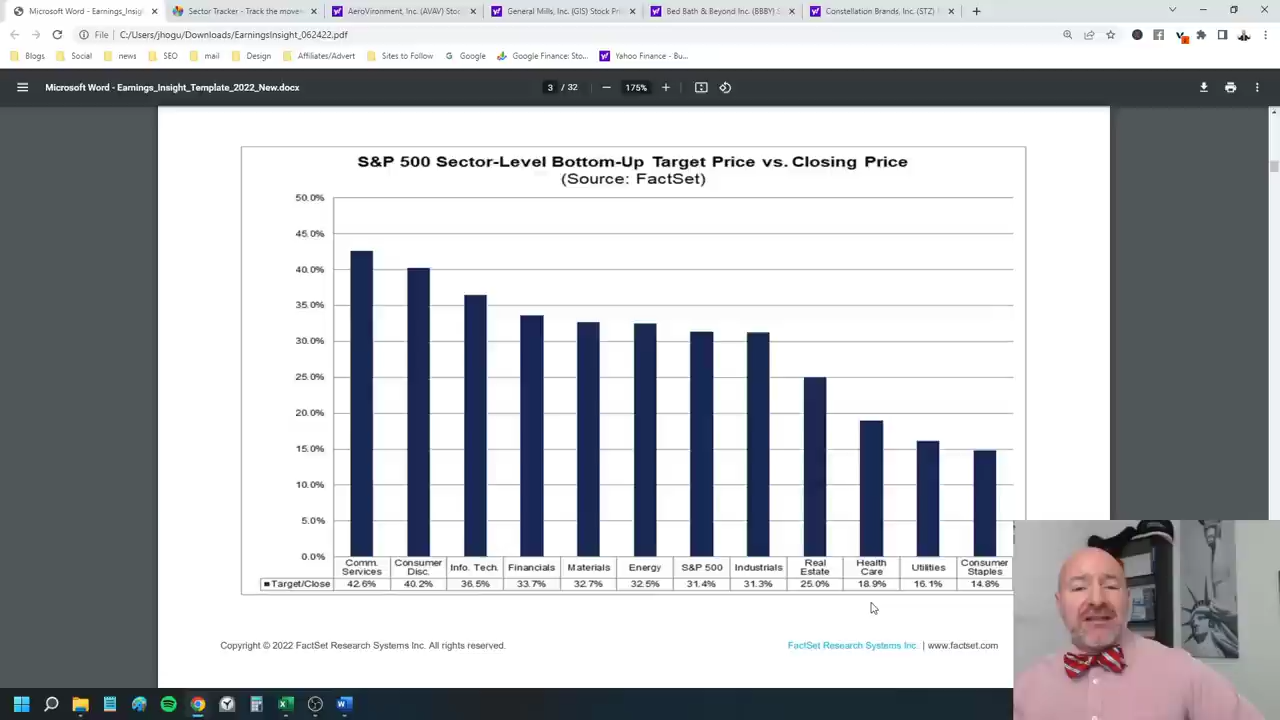 Microsoft Word - Earnings_Insight_T
Sector Tracker - Track the movem
AeroVironment, Inc. (AVAV) Stoc
General Mills, Inc. (GIS) Stock Pric
Bed Bath & Beyond Inc. (BBBY) S
Constellation Brands, Inc. (STZ)
File
C:/Users/jhogu/Downloads/EarningsInsight_062422.pdf
Blogs
Social
news
SEO
mail
Design
Affiliates/Advert
Sites to Follow
Google
Google Finance: Sto...
Yahoo Finance - Bu...
Microsoft Word - Earnings_Insight_Template_2022_New.docx
3 / 32
175%
S&P 500 Sector-Level Bottom-Up Target Price vs. Closing Price
(Source: FactSet)
50.0%
45.0%
40.0%
35.0%
30.0%
25.0%
20.0%
15.0%
10.0%
5.0%
0.0%
Comm. Services
Consumer Disc.
Info. Tech.
Financials
Materials
Energy
S&P 500
Industrials
Real Estate
Health Care
Utilities
Consumer Staples
Target/Close 42.6% 40.2% 36.5% 33.7% 32.7% 32.5% 31.4% 31.3% 25.0% 18.9% 16.1% 14.8%
Copyright © 2022 FactSet Research Systems Inc. All rights reserved.
FactSet Research Systems Inc. | www.factset.com